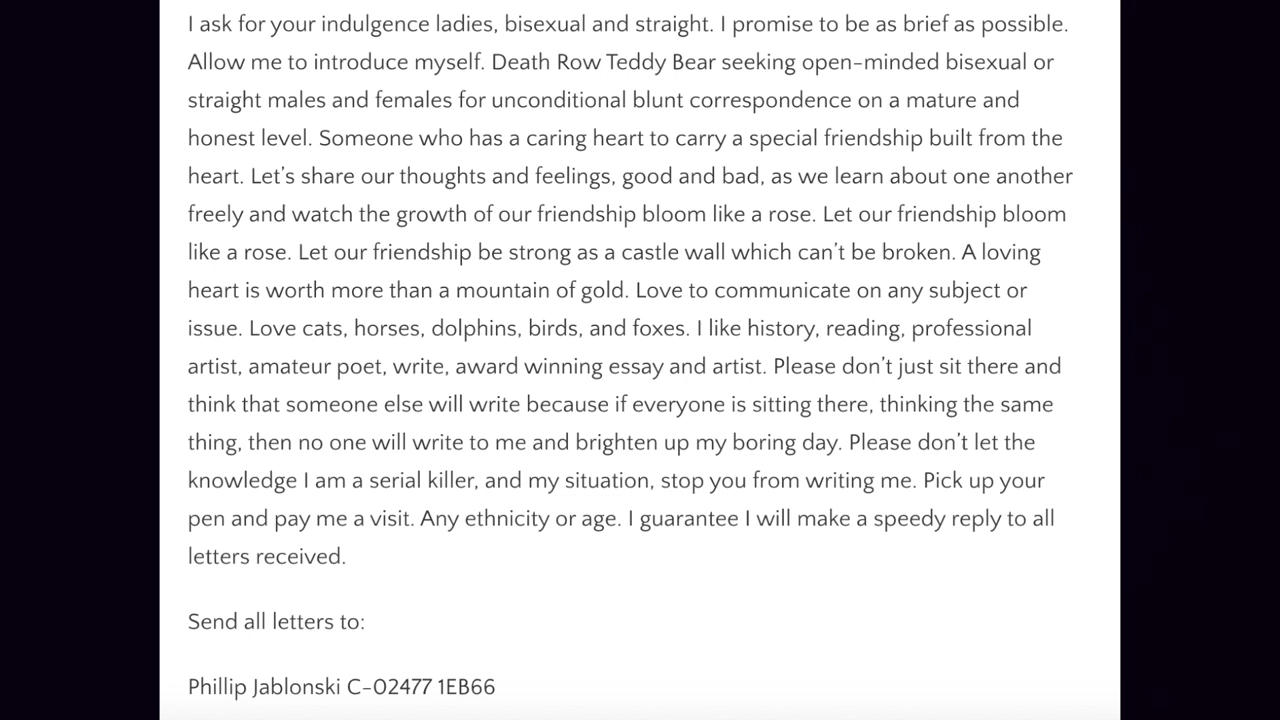 I ask for your indulgence ladies, bisexual and straight. I promise to be as brief as possible.
Allow me to introduce myself. Death Row Teddy Bear seeking open-minded bisexual or
straight males and females for unconditional blunt correspondence on a mature and
honest level. Someone who has a caring heart to carry a special friendship built from the
heart. Let’s share our thoughts and feelings, good and bad, as we learn about one another
freely and watch the growth of our friendship bloom like a rose. Let our friendship bloom
like a rose. Let our friendship be strong as a castle wall which can’t be broken. A loving
heart is worth more than a mountain of gold. Love to communicate on any subject or
issue. Love cats, horses, dolphins, birds, and foxes. I like history, reading, professional
artist, amateur poet, write, award winning essay and artist. Please don’t just sit there and
think that someone else will write because if everyone is sitting there, thinking the same
thing, then no one will write to me and brighten up my boring day. Please don’t let the
knowledge I am a serial killer, and my situation, stop you from writing me. Pick up your
pen and pay me a visit. Any ethnicity or age. I guarantee I will make a speedy reply to all
letters received.
Send all letters to:
Phillip Jablonski C-02477 1EB66